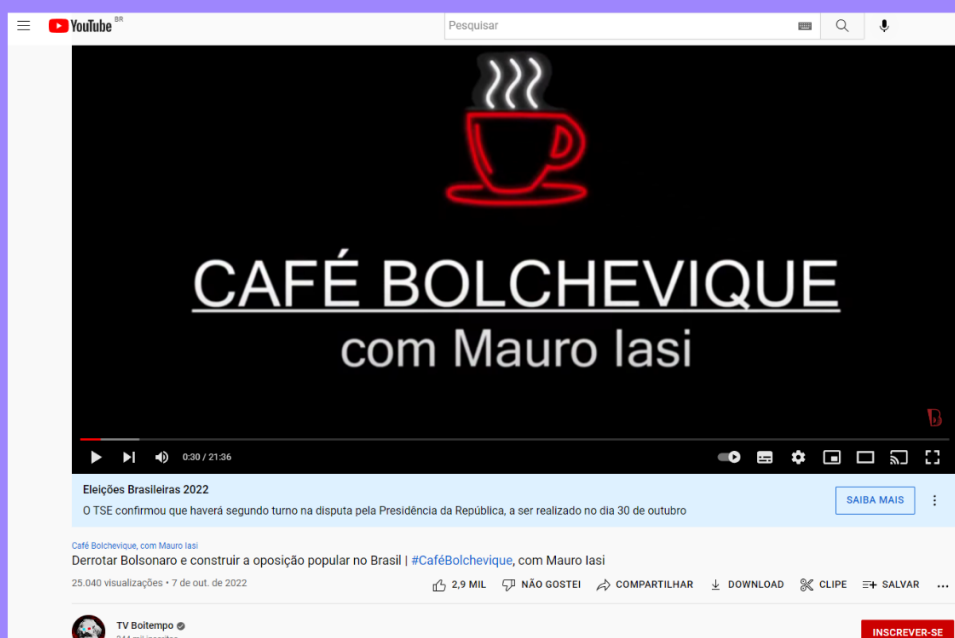 YouTube BR
Pesquisar
CAFÉ BOLCHEVIQUE
com Mauro Iasi
0:30 / 21:36
Eleições Brasileiras 2022
O TSE confirmou que haverá segundo turno na disputa pela Presidência da República, a ser realizado no dia 30 de outubro
SAIBA MAIS
Café Bolchevique, com Mauro Iasi
Derrotar Bolsonaro e construir a oposição popular no Brasil | #CaféBolchevique, com Mauro Iasi
25.040 visualizações • 7 de out. de 2022
2,9 MIL NÃO GOSTEI COMPARTILHAR DOWNLOAD CLIPE SALVAR ...
TV Boitempo
INSCREVER-SE